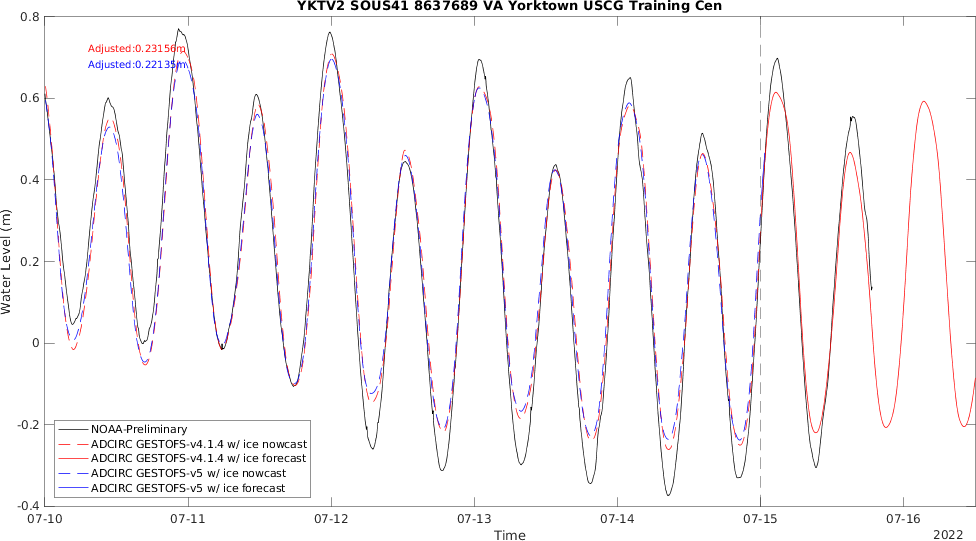 YKTV2 SOUS41 8637689 VA Yorktown USCG Training Cen
Adjusted:0.23156m
Adjusted:0.22135m
0.8
0.6
0.4
0.2
0
-0.2
-0.4
Water Level (m)
NOAA-Preliminary
ADCIRC GESTOFS-v4.1.4 w/ ice nowcast
ADCIRC GESTOFS-v4.1.4 w/ ice forecast
ADCIRC GESTOFS-v5 w/ ice nowcast
ADCIRC GESTOFS-v5 w/ ice forecast
07-10 07-11 07-12 07-13 07-14 07-15 07-16
Time
2022